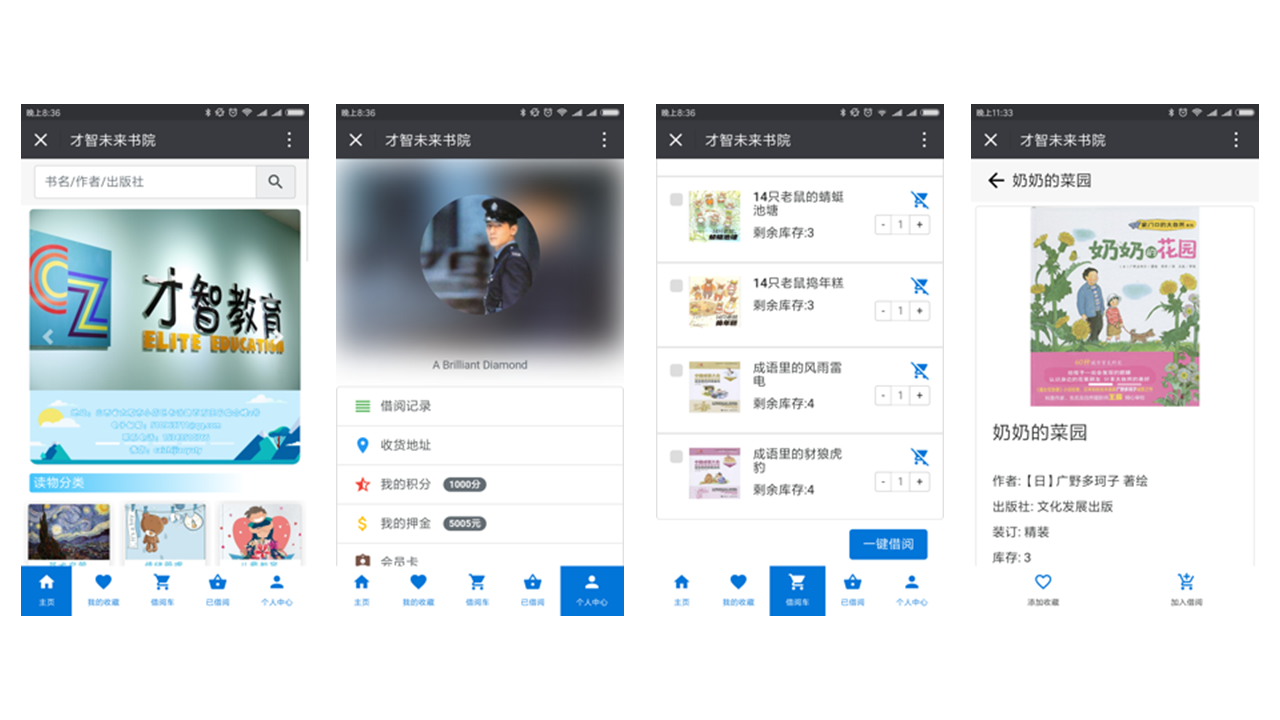 晚上8:36
才智未来书院
书名/作者/出版社
CZ
才智教育
ELITE EDUCATION
读物分类
主页
我的收藏
借阅车
已借阅
个人中心
晚上8:36
才智未来书院
A Brilliant Diamond
借阅记录
收货地址
我的积分 1000分
我的押金 5005元
会员卡
主页
我的收藏
借阅车
已借阅
个人中心
晚上8:36
才智未来书院
14只老鼠的蜻蜓
池塘
剩余库存:3
- 1 +
14只老鼠捣年糕
剩余库存:3
- 1 +
成语里的风雨雷
电
剩余库存:4
- 1 +
成语里的豺狼虎
豹
剩余库存:4
- 1 +
一键借阅
主页
我的收藏
借阅车
已借阅
个人中心
晚上11:33
才智未来书院
奶奶的菜园
奶奶的花园
奶奶的菜园
作者:【日】广野多珂子 著绘
出版社: 文化发展出版
装订: 精装
库存: 3
添加收藏
加入借阅